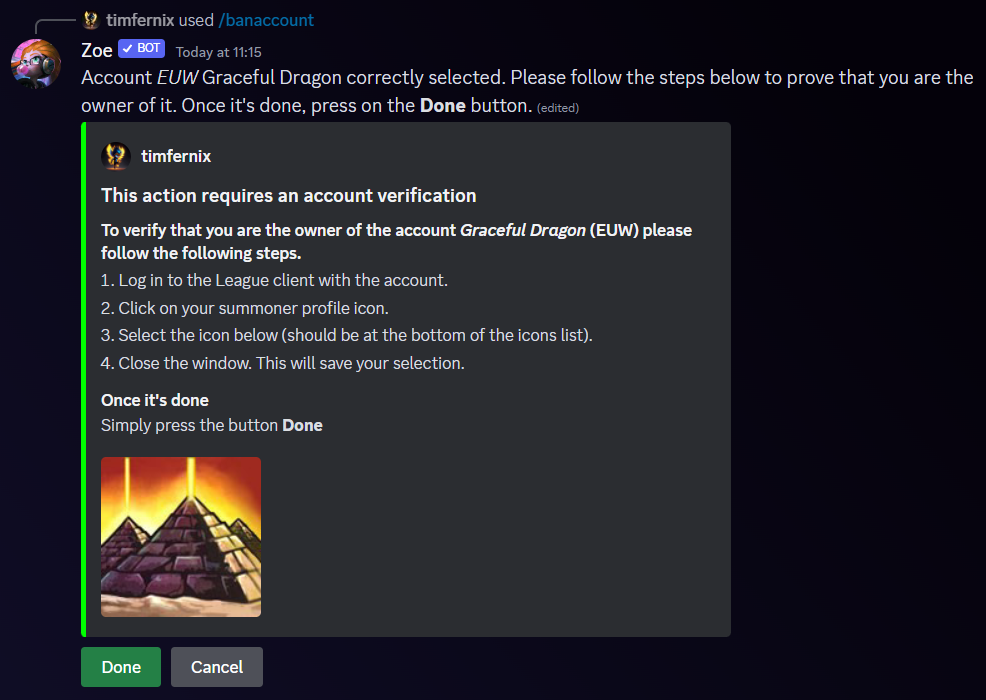 timfernix used /banaccount
Zoe ✓ BOT Today at 11:15
Account EUW Graceful Dragon correctly selected. Please follow the steps below to prove that you are the
owner of it. Once it's done, press on the Done button. (edited)
timfernix
This action requires an account verification
To verify that you are the owner of the account Graceful Dragon (EUW) please
follow the following steps.
1. Log in to the League client with the account.
2. Click on your summoner profile icon.
3. Select the icon below (should be at the bottom of the icons list).
4. Close the window. This will save your selection.
Once it's done
Simply press the button Done
Done Cancel